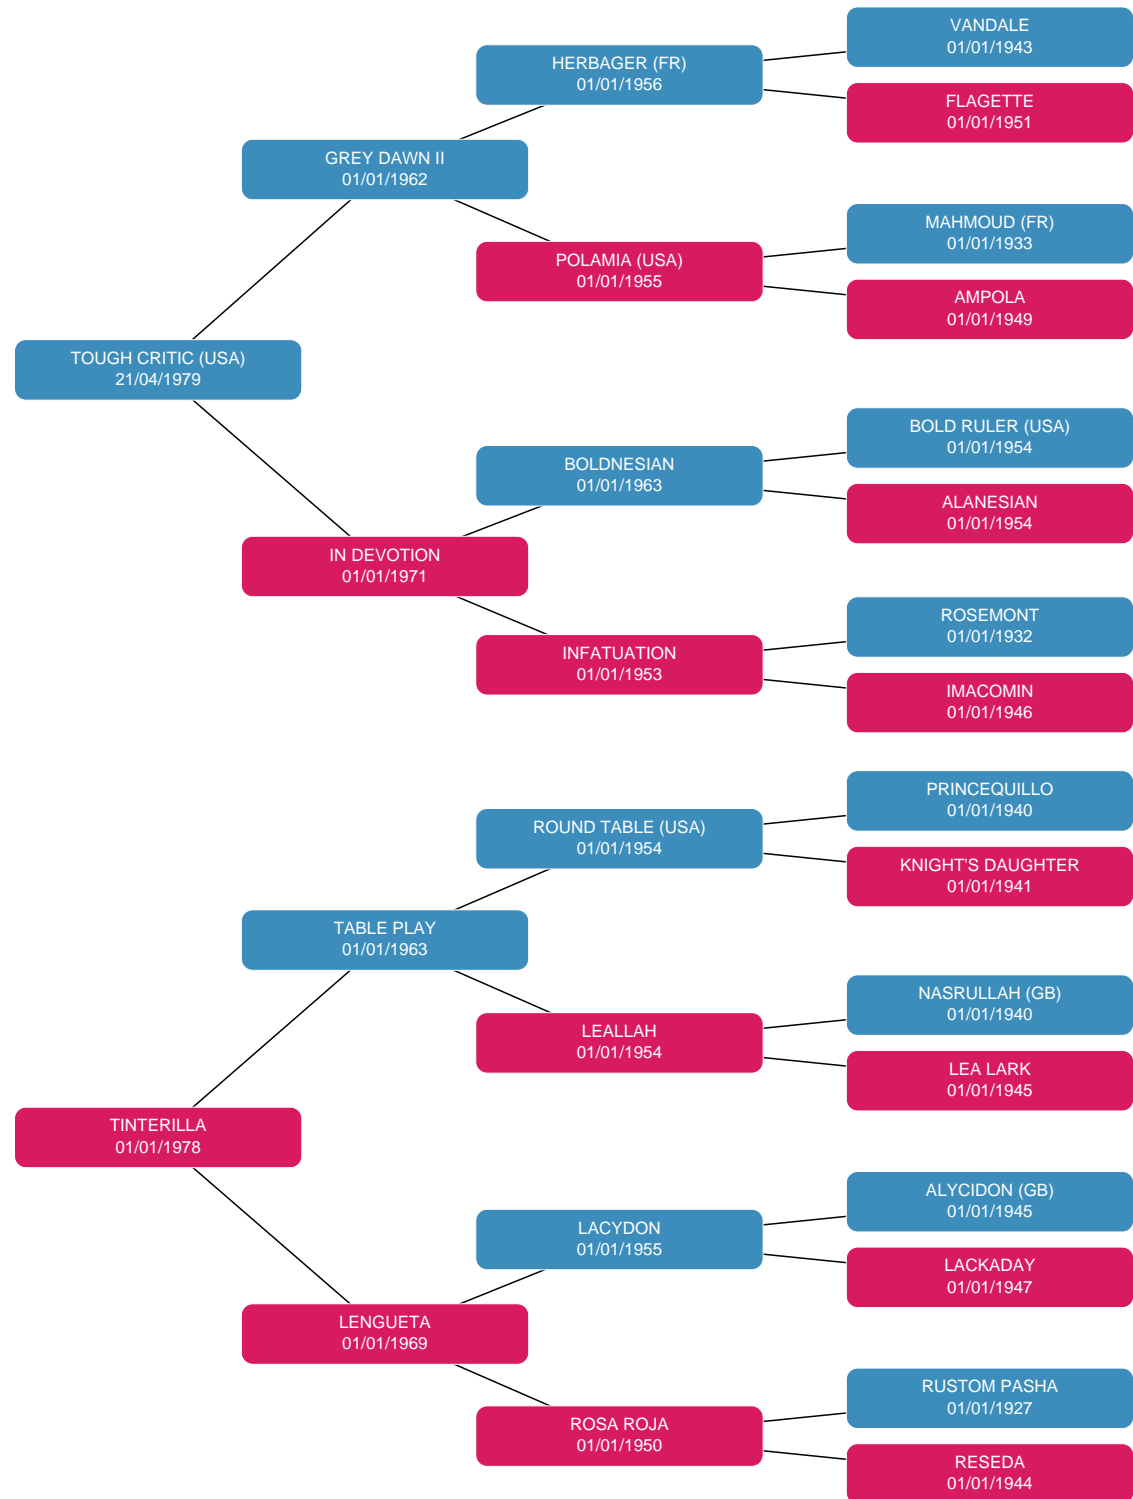 VANDALE
01/01/1943
HERBAGER (FR)
01/01/1956
FLAGETTE
01/01/1951
GREY DAWN II
01/01/1962
MAHMOUD (FR)
01/01/1933
POLAMIA (USA)
01/01/1955
AMPOLA
01/01/1949
TOUGH CRITIC (USA)
21/04/1979
BOLD RULER (USA)
01/01/1954
BOLDNESIAN
01/01/1963
ALANESIAN
01/01/1954
IN DEVOTION
01/01/1971
ROSEMONT
01/01/1932
INFATUATION
01/01/1953
IMACOMIN
01/01/1946
PRINCEQUILLO
01/01/1940
ROUND TABLE (USA)
01/01/1954
KNIGHT'S DAUGHTER
01/01/1941
TABLE PLAY
01/01/1963
NASRULLAH (GB)
01/01/1940
LEALLAH
01/01/1954
LEA LARK
01/01/1945
TINTERILLA
01/01/1978
ALYCIDON (GB)
01/01/1945
LACYDON
01/01/1955
LACKADAY
01/01/1947
LENGUETA
01/01/1969
RUSTOM PASHA
01/01/1927
ROSA ROJA
01/01/1950
RESEDA
01/01/1944